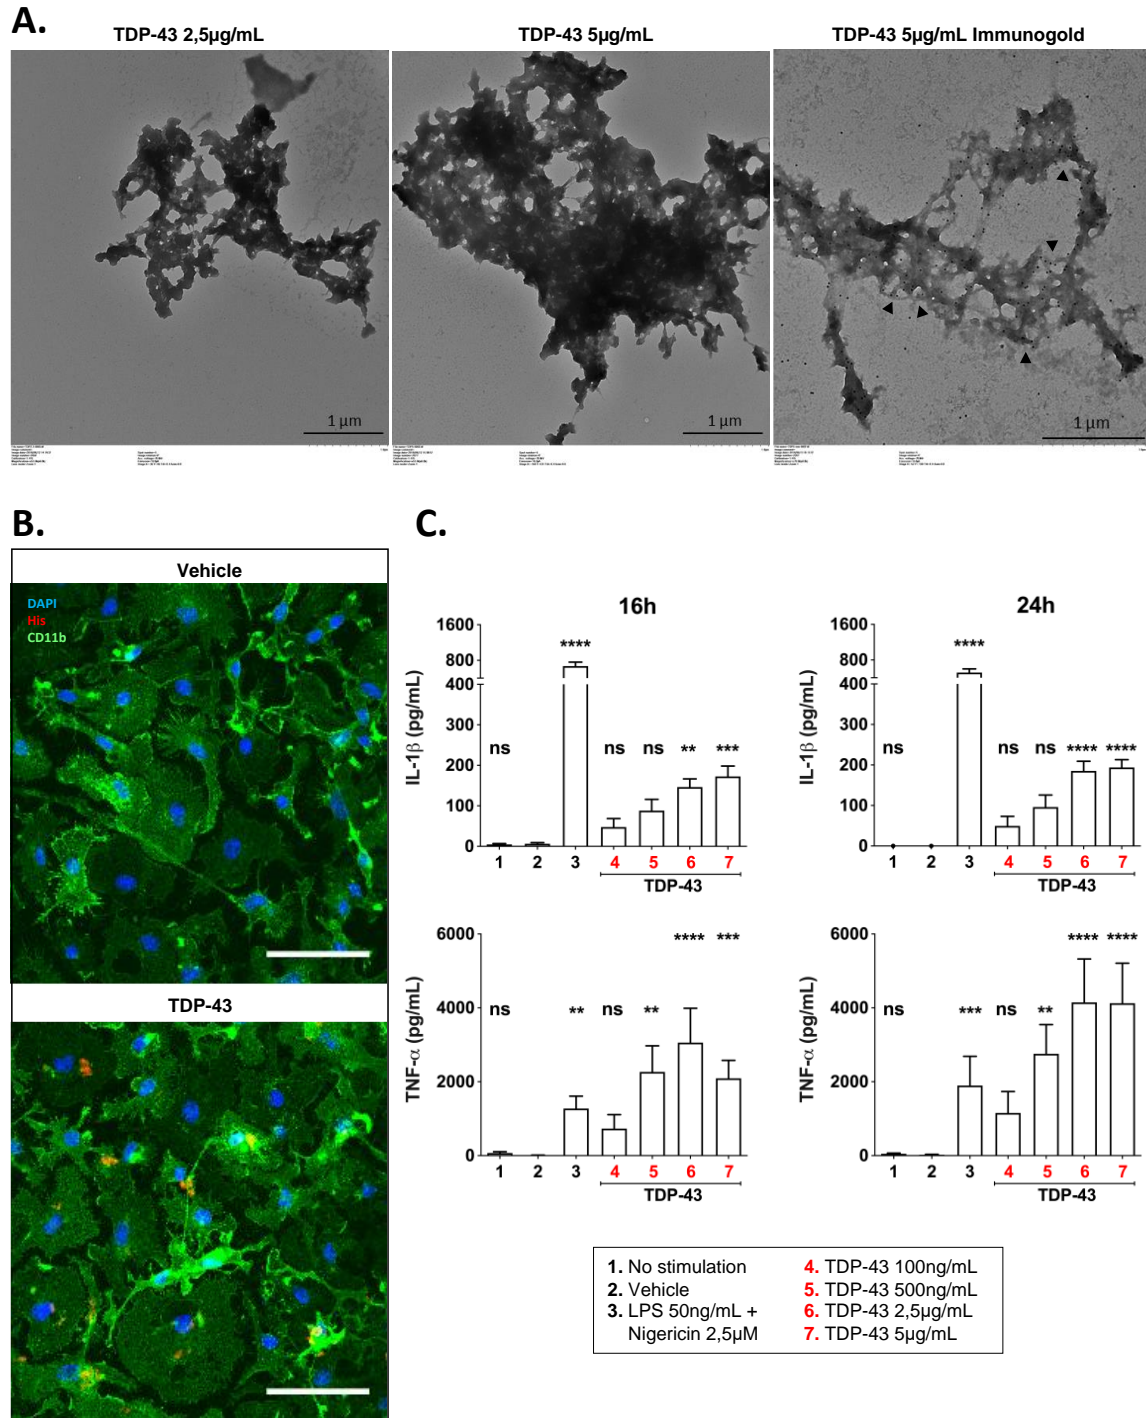 A.
TDP-43 2,5µg/mL
TDP-43 5µg/mL
TDP-43 5µg/mL Immunogold
1 µm
1 µm
1 µm
B.
Vehicle
DAPI
His
CD11b
TDP-43
C.
16h
IL-1β (pg/mL)
1600
800
400
300
200
100
0
ns
****
ns
ns
**
***
1 2 3 4 5 6 7
TDP-43
24h
IL-1β (pg/mL)
1600
800
400
300
200
100
0
ns
****
ns
ns
****
****
1 2 3 4 5 6 7
TDP-43
TNF-α (pg/mL)
6000
4000
2000
0
ns
**
ns
**
****
***
1 2 3 4 5 6 7
TDP-43
TNF-α (pg/mL)
6000
4000
2000
0
ns
***
ns
**
****
****
1 2 3 4 5 6 7
TDP-43
1. No stimulation
2. Vehicle
3. LPS 50ng/mL +
Nigericin 2,5µM
4. TDP-43 100ng/mL
5. TDP-43 500ng/mL
6. TDP-43 2,5µg/mL
7. TDP-43 5µg/mL